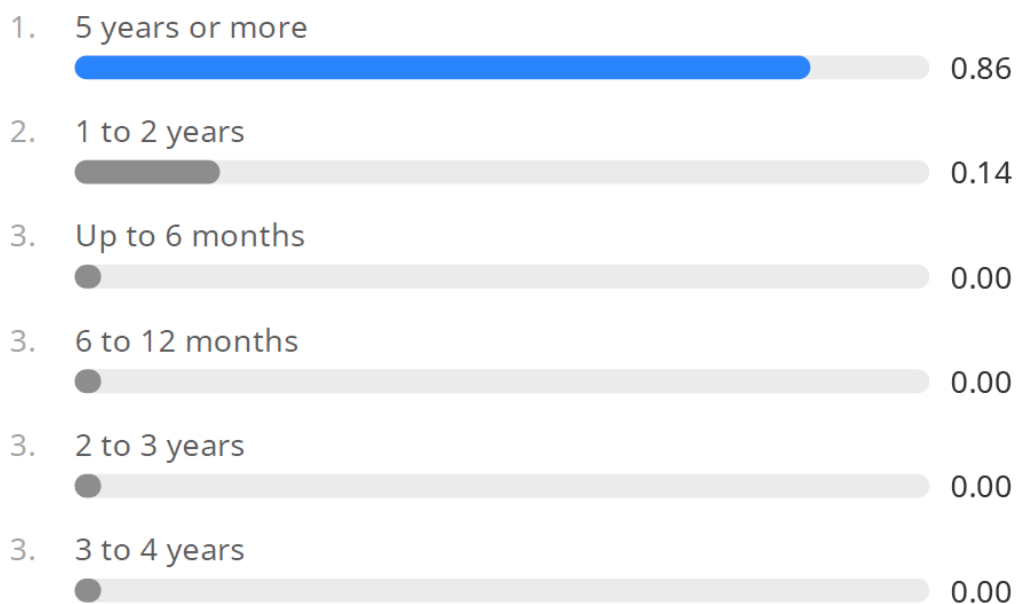 1. 5 years or more
0.86
2. 1 to 2 years
0.14
3. Up to 6 months
0.00
3. 6 to 12 months
0.00
3. 2 to 3 years
0.00
3. 3 to 4 years
0.00